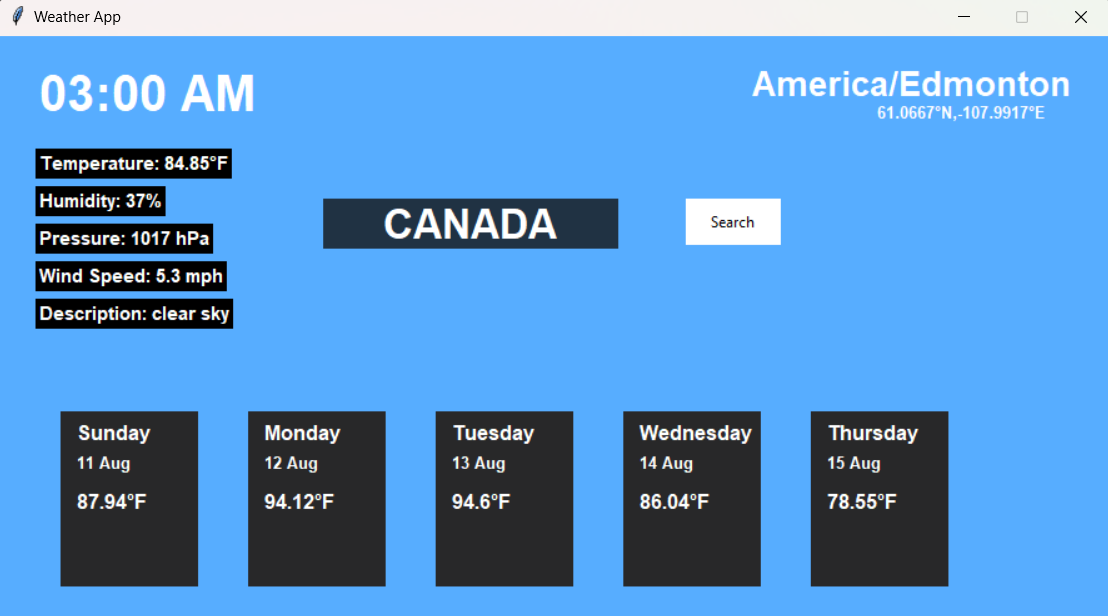 Weather App
03:00 AM
America/Edmonton
61.0667°N,-107.9917°E
Temperature: 84.85°F
Humidity: 37%
Pressure: 1017 hPa
Wind Speed: 5.3 mph
Description: clear sky
CANADA
Search
Sunday
11 Aug
87.94°F
Monday
12 Aug
94.12°F
Tuesday
13 Aug
94.6°F
Wednesday
14 Aug
86.04°F
Thursday
15 Aug
78.55°F